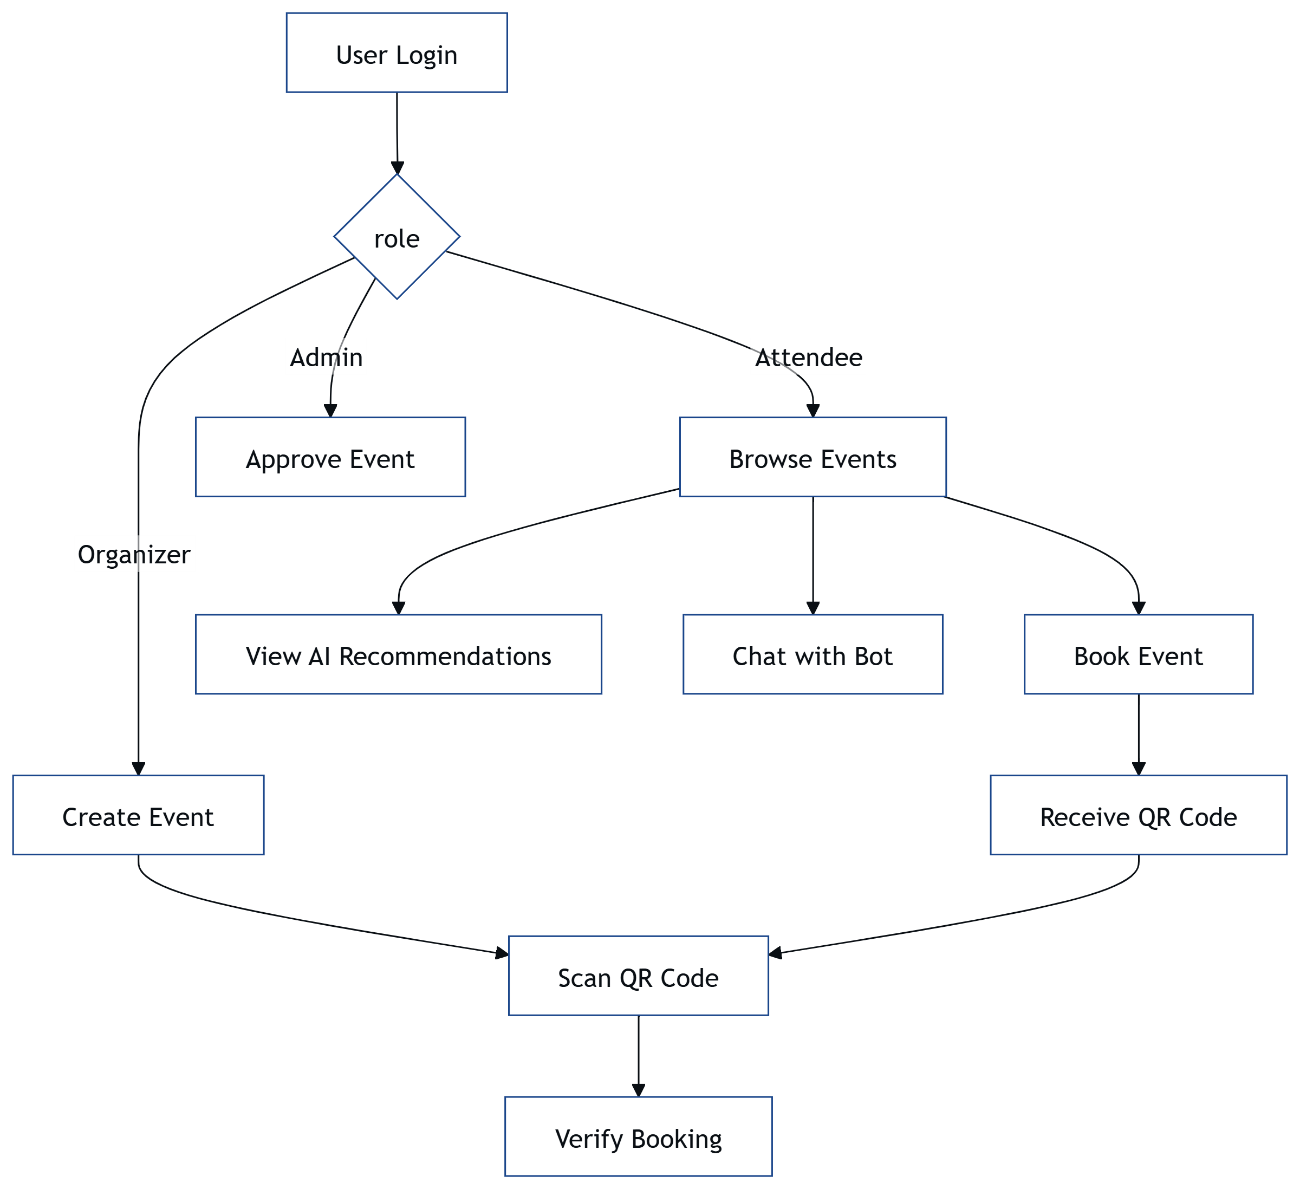 User Login
role
Admin
Attendee
Approve Event
Browse Events
Organizer
View AI Recommendations
Chat with Bot
Book Event
Create Event
Receive QR Code
Scan QR Code
Verify Booking